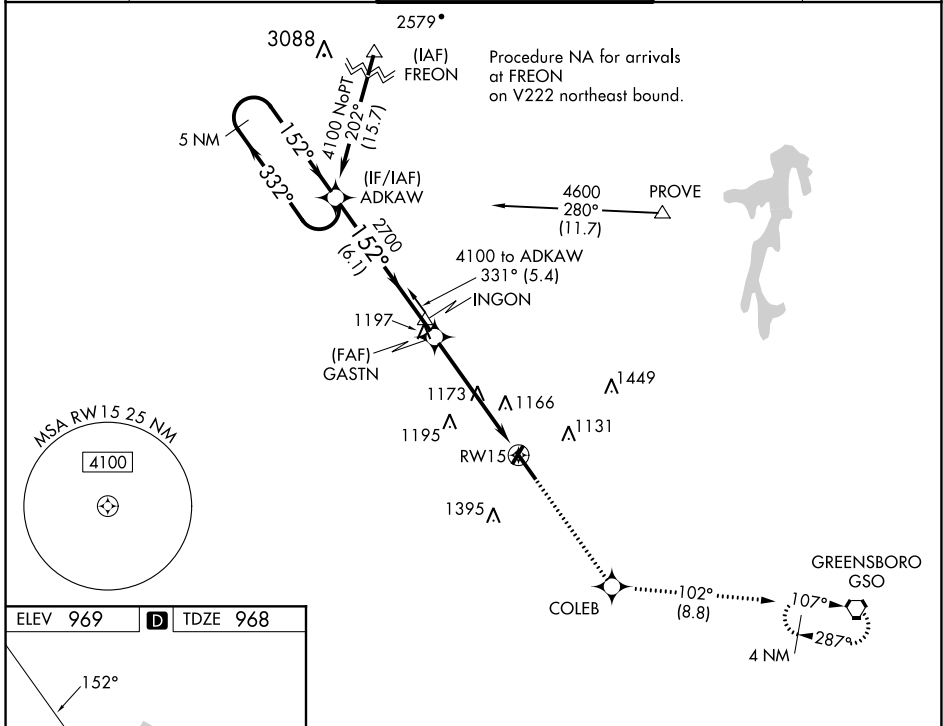 2579
3088
(IAF)
FREON
Procedure NA for arrivals
at FREON
on V222 northeast bound.
4100 NoPT
202°
(15.7)
5 NM
152°
332°
(IF/IAF)
ADKAW
4600
280°
(11.7)
PROVE
2700
152°
(6.1)
4100 to ADKAW
331° (5.4)
INGON
1197
(FAF)
GASTN
1173
1166
1449
1195
1131
RW15
MSA RW15 25 NM
4100
1395
GREENSBORO
GSO
COLEB
102°
(8.8)
107°
287°
4 NM
ELEV 969 D TDZE 968
152°